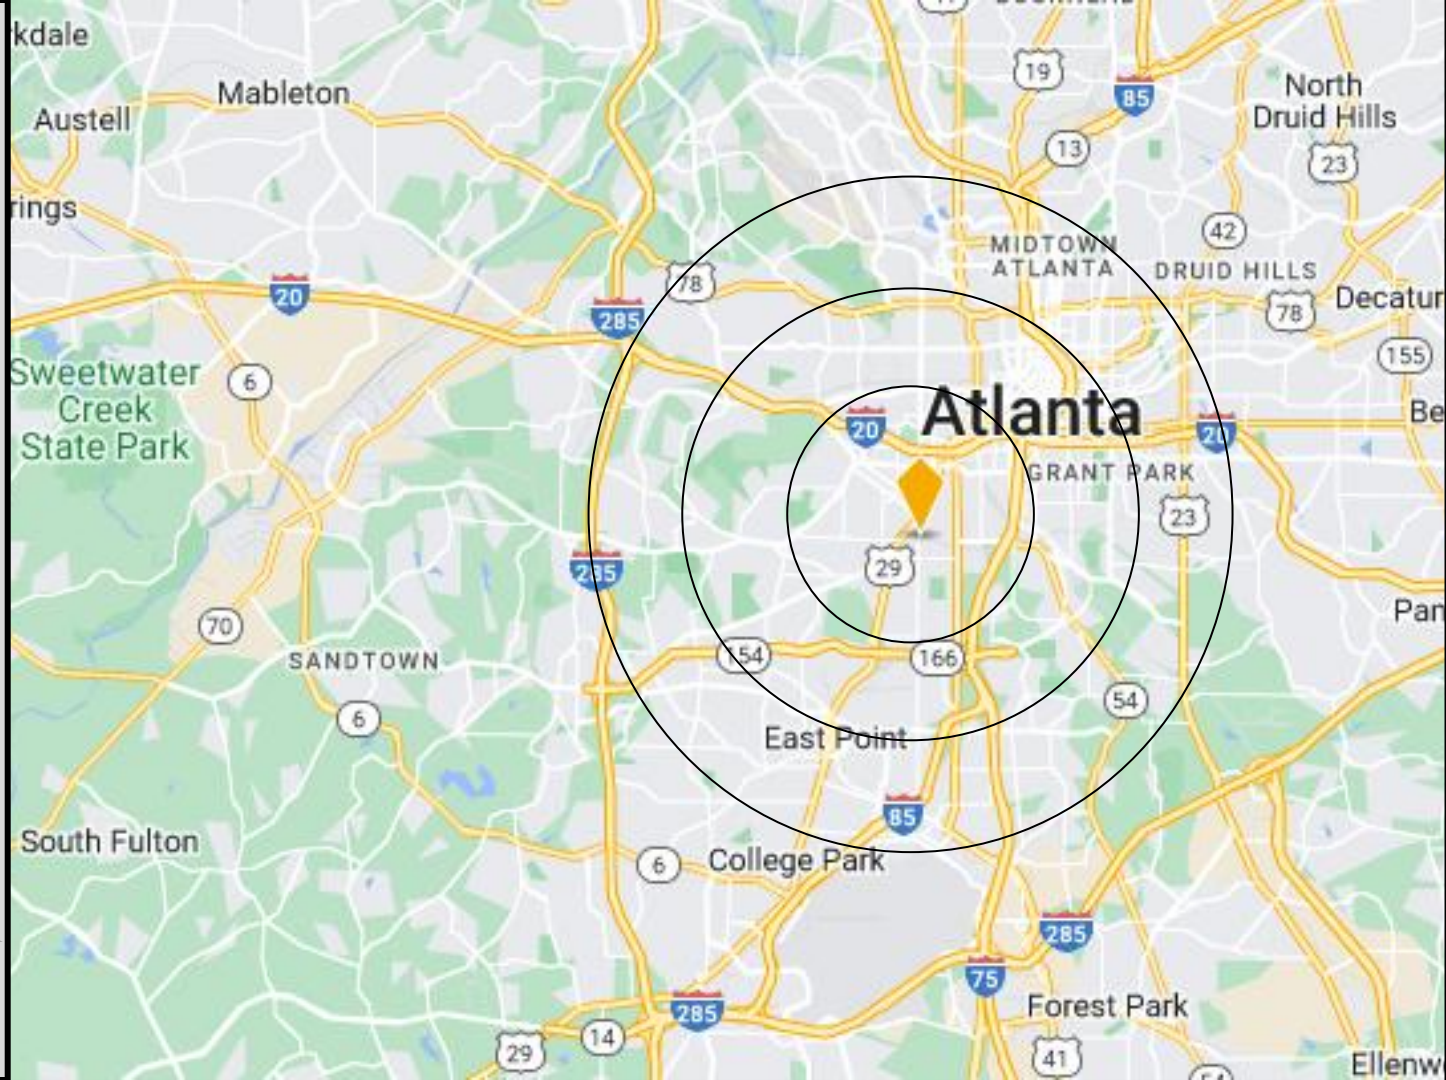 kdale
19
85
North
Druid Hills
Mableton
Austell
13
23
rings
42
MIDTOWN
ATLANTA
DRUID HILLS
78
20
285
78
Decatur
155
Sweetwater
Creek
State Park
6
Atlanta
20
20
Be
GRANT PARK
23
285
29
70
Pan
SANDTOWN
154
166
54
6
East Point
85
South Fulton
6
College Park
285
75
285
Forest Park
14
29
41
Ellenw